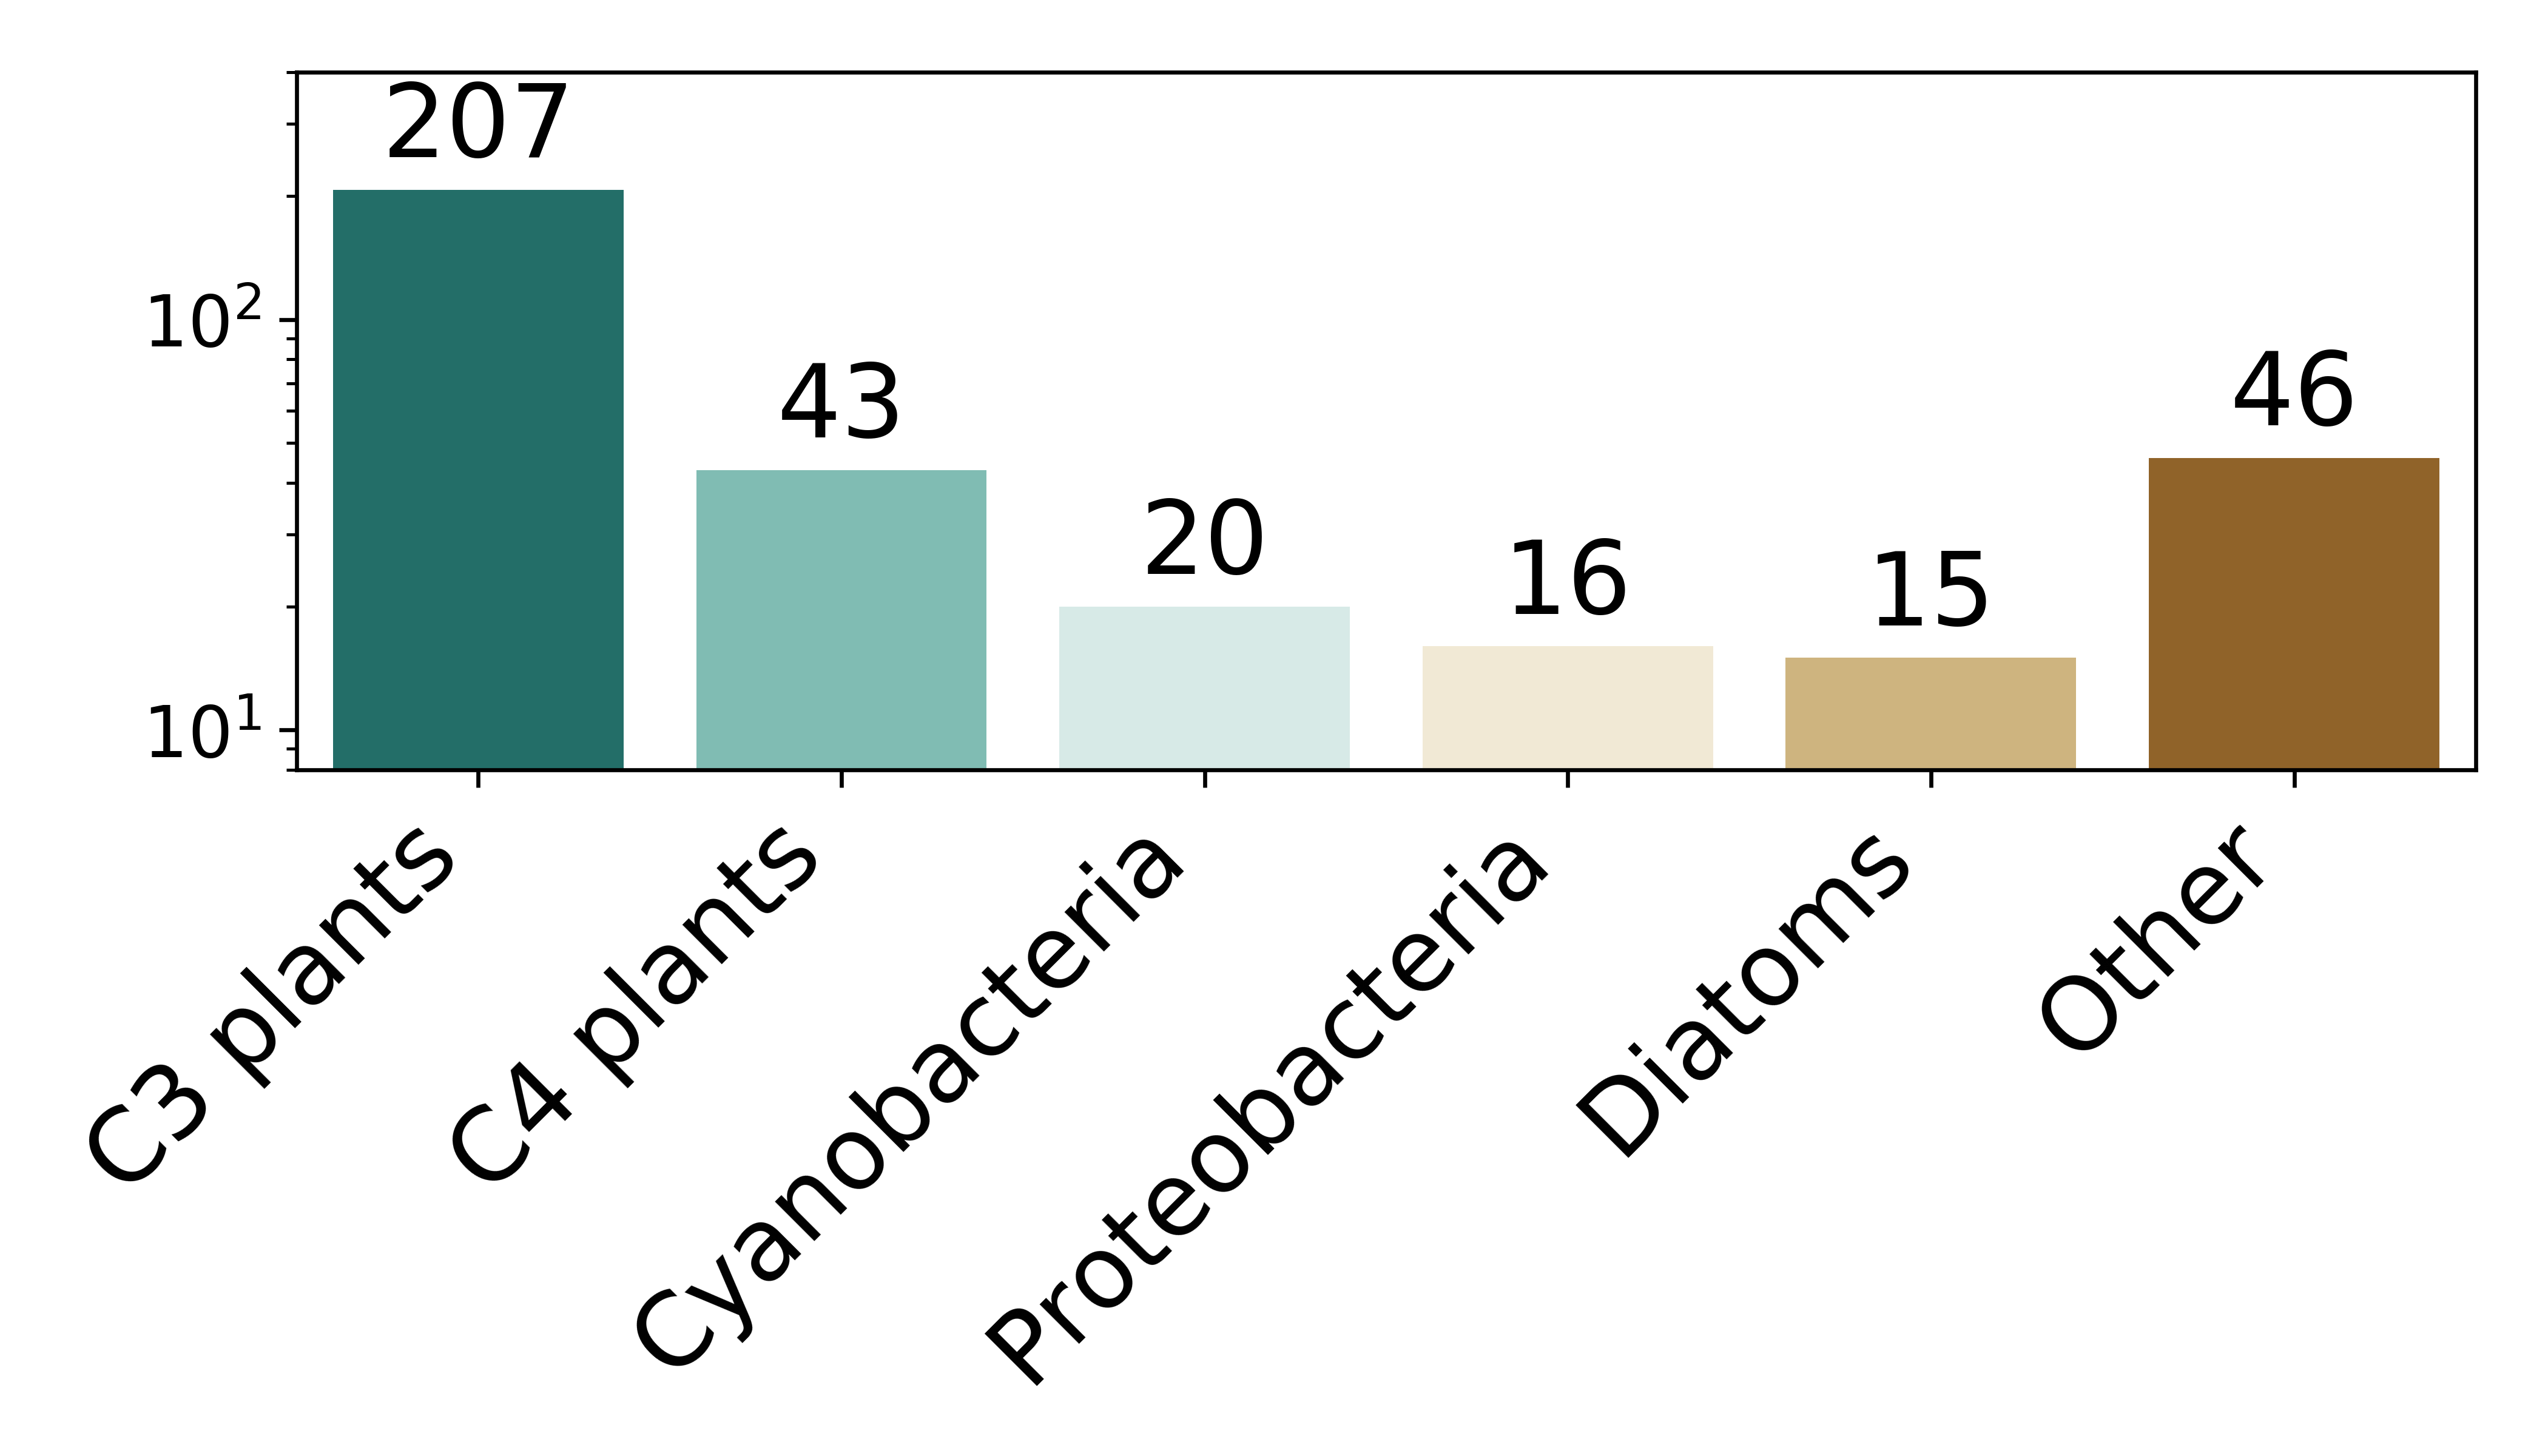 207
43
20
16
15
46
10²
10¹
C3 plants
C4 plants
Cyanobacteria
Proteobacteria
Diatoms
Other